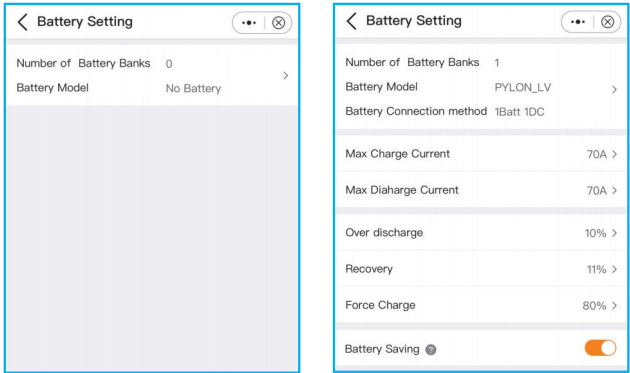 Battery Setting
Number of Battery Banks 0
Battery Model No Battery
Battery Setting
Number of Battery Banks 1
Battery Model PYLON_LV
Battery Connection method 1Batt 1DC
Max Charge Current 70A
Max Diaharge Current 70A
Over discharge 10%
Recovery 11%
Force Charge 80%
Battery Saving ?